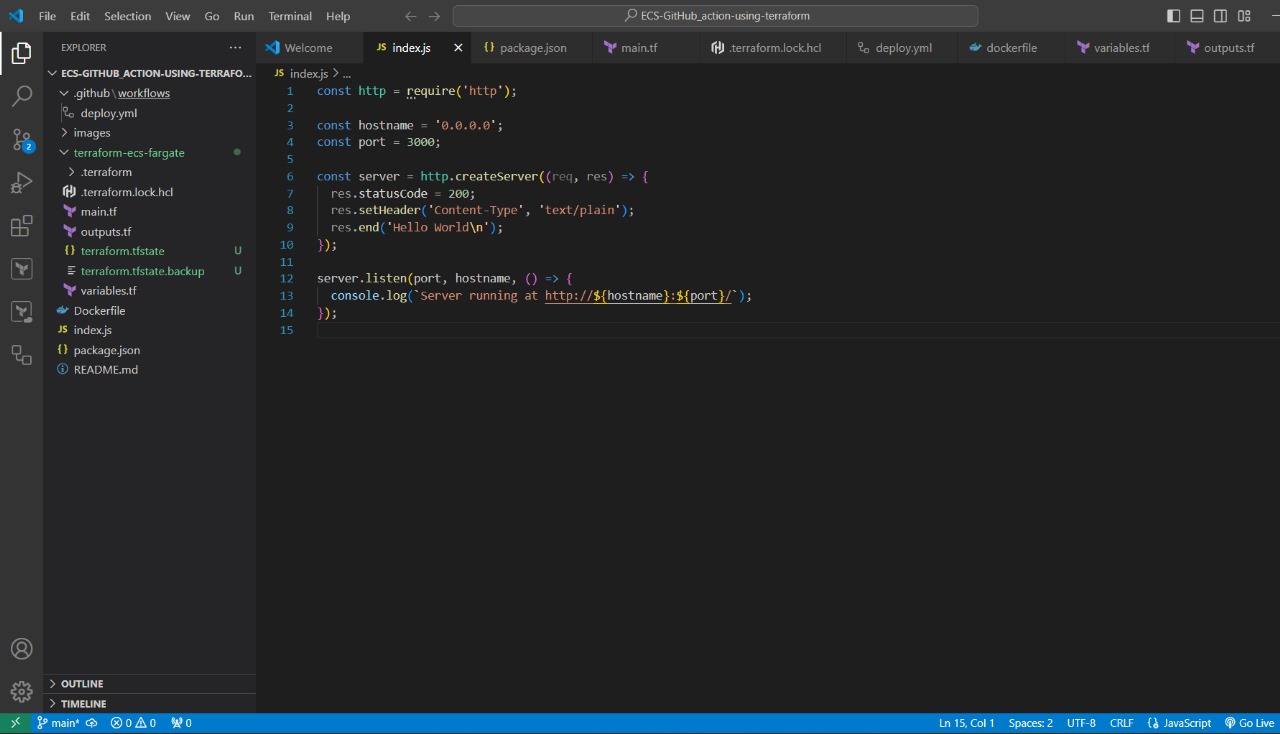 File Edit Selection View Go Run Terminal Help ECS-GitHub_action-using-terraform
EXPLORER
ECS-GITHUB_ACTION-USING-TERRAFO...
.github\workflows
deploy.yml
images
terraform-ecs-fargate
.terraform
.terraform.lock.hcl
main.tf
outputs.tf
terraform.tfstate U
terraform.tfstate.backup U
variables.tf
Dockerfile
JS index.js
package.json
README.md
OUTLINE
TIMELINE
Welcome JS index.js {} package.json main.tf .terraform.lock.hcl deploy.yml dockerfile variables.tf outputs.tf
JS index.js > ...
1 const http = require('http');
2
3 const hostname = '0.0.0.0';
4 const port = 3000;
5
6 const server = http.createServer((req, res) => {
7 res.statusCode = 200;
8 res.setHeader('Content-Type', 'text/plain');
9 res.end('Hello World\n');
10 });
11
12 server.listen(port, hostname, () => {
13 console.log(`Server running at http://${hostname}:${port}/`);
14 });
15
2
main* 0 0 0 Ln 15, Col 1 Spaces: 2 UTF-8 CRLF JavaScript Go Live